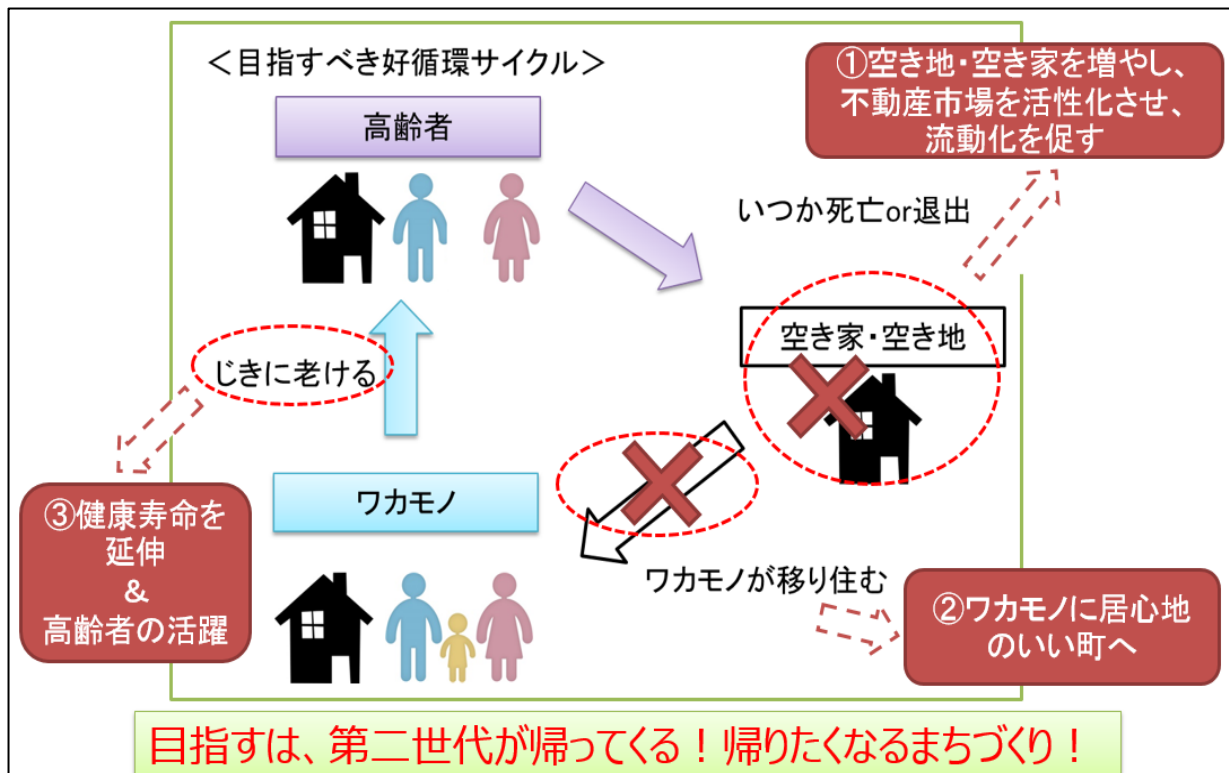 <目指すべき好循環サイクル>
①空き地・空き家を増やし、
不動産市場を活性化させ、
流動化を促す
高齢者
いつか死亡or退出
空き家・空き地
じきに老ける
ワカモノ
③健康寿命を
延伸
&
高齢者の活躍
ワカモノが移り住む
②ワカモノに居心地
のいい町へ
目指すは、第二世代が帰ってくる！帰りたくなるまちづくり！